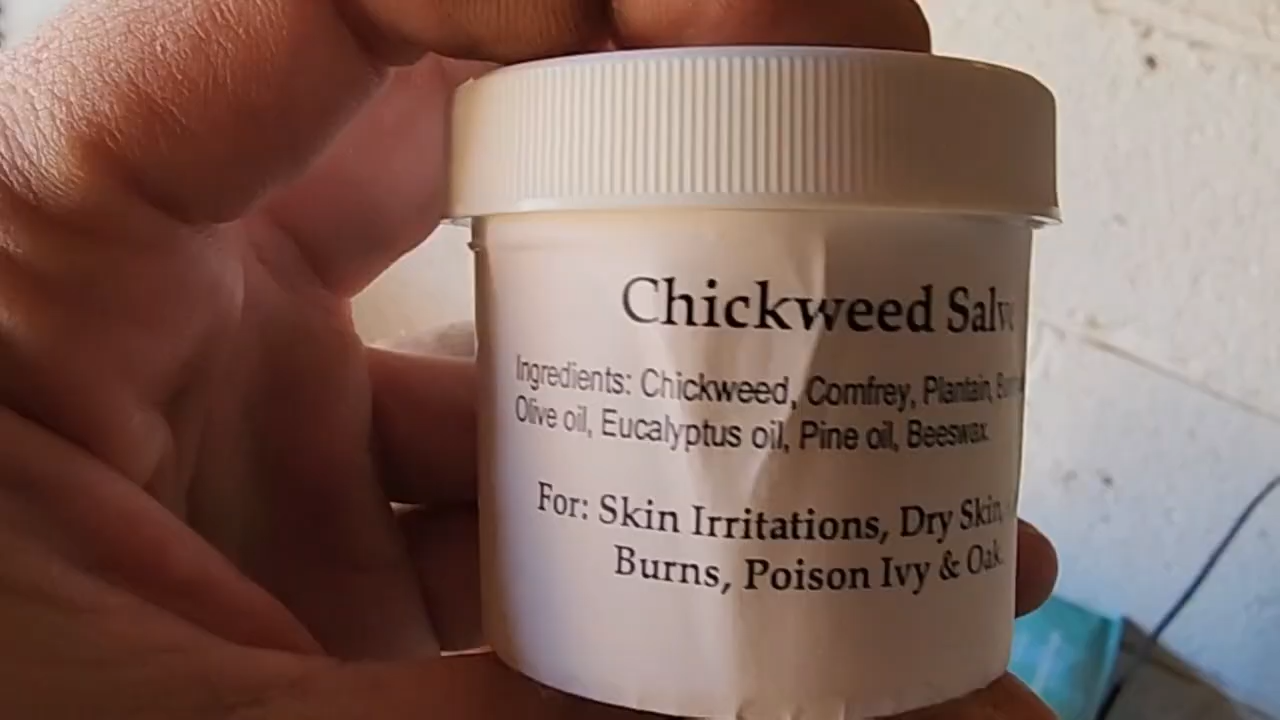 Chickweed Salve
Ingredients: Chickweed, Comfrey, Plantain,
Olive oil, Eucalyptus oil, Pine oil, Beeswax.
For: Skin Irritations, Dry Skin,
Burns, Poison Ivy & Oak.